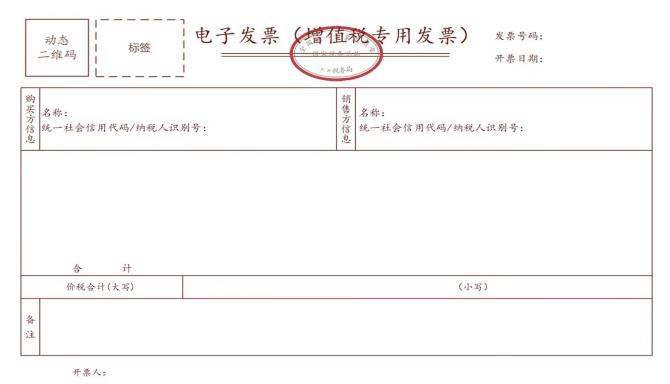 动态
二维码
标签
电子发票（增值税专用发票）
××税务局
发票号码：
开票日期：
购买方信息
名称：
统一社会信用代码/纳税人识别号：
销售方信息
名称：
统一社会信用代码/纳税人识别号：
合 计
价税合计(大写)
(小写)
备注
开票人：